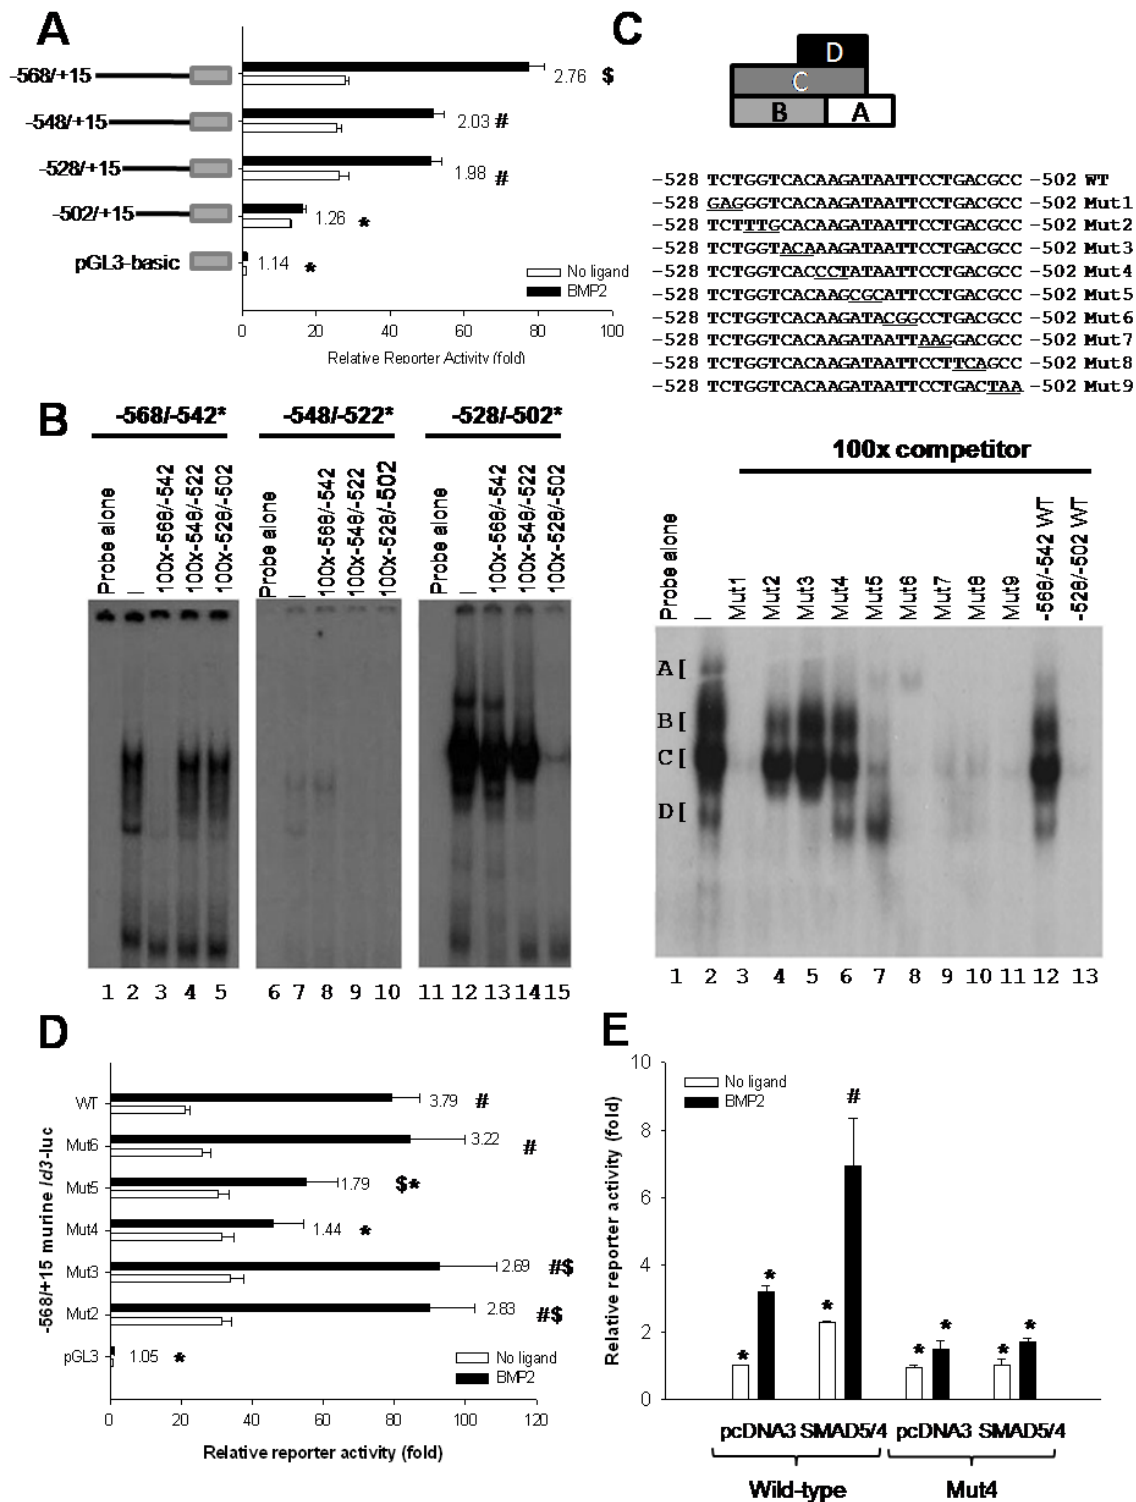 A
-568/+15
2.76 $
-548/+15
2.03 #
-528/+15
1.98 #
-502/+15
1.26 *
pGL3-basic
1.14 *
No ligand
BMP2
0 20 40 60 80 100
Relative Reporter Activity (fold)
B
-568/-542*
-548/-522*
-528/-502*
Probe alone
–
100x-568/-542
100x-548/-522
100x-528/-502
Probe alone
–
100x-568/-542
100x-548/-522
100x-528/-502
Probe alone
–
100x-568/-542
100x-548/-522
100x-528/-502
1 2 3 4 5
6 7 8 9 10
11 12 13 14 15
C
D
C
B A
-528 TCTGGTCACAAGATAATTCCTGACGCC -502 WT
-528 GAGGGTCACAAGATAATTCCTGACGCC -502 Mut1
-528 TCTTTGCACAAGATAATTCCTGACGCC -502 Mut2
-528 TCTGGTACAAAGATAATTCCTGACGCC -502 Mut3
-528 TCTGGTCACCCTATAATTCCTGACGCC -502 Mut4
-528 TCTGGTCACAAGCGCATTCCTGACGCC -502 Mut5
-528 TCTGGTCACAAGATACGGCCTGACGCC -502 Mut6
-528 TCTGGTCACAAGATAATTAAGGACGCC -502 Mut7
-528 TCTGGTCACAAGATAATTCCTTCAGCC -502 Mut8
-528 TCTGGTCACAAGATAATTCCTGACTAA -502 Mut9
100x competitor
Probe alone
–
Mut1
Mut2
Mut3
Mut4
Mut5
Mut6
Mut7
Mut8
Mut9
-568/-542 WT
-528/-502 WT
A [
B [
C [
D [
1 2 3 4 5 6 7 8 9 10 11 12 13
D
-568/+15 murine Id3-luc
WT
3.79 #
Mut6
3.22 #
Mut5
1.79 $*
Mut4
1.44 *
Mut3
2.69 #$
Mut2
2.83 #$
pGL3
1.05 *
No ligand
BMP2
0 20 40 60 80 100 120
Relative reporter activity (fold)
E
Relative reporter activity (fold)
10
8
6
4
2
0
No ligand
BMP2
* * * # * * * *
pcDNA3 SMAD5/4 pcDNA3 SMAD5/4
Wild-type Mut4